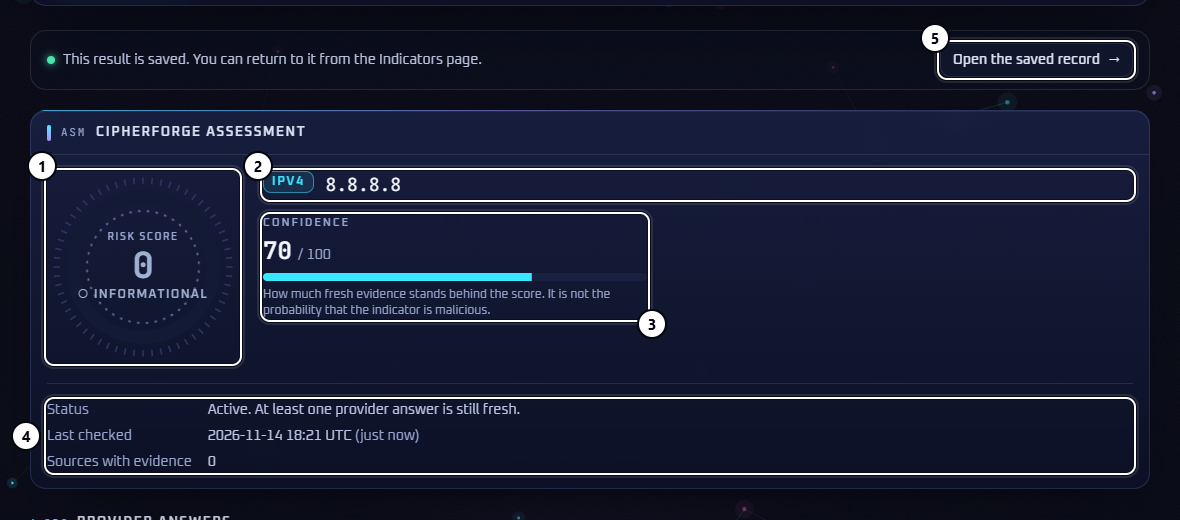 5
This result is saved. You can return to it from the Indicators page.
Open the saved record →
ASM CIPHERFORGE ASSESSMENT
1
2
IPV4 8.8.8.8
RISK SCORE
0
INFORMATIONAL
CONFIDENCE
70 / 100
How much fresh evidence stands behind the score. It is not the
probability that the indicator is malicious.
3
4
Status Active. At least one provider answer is still fresh.
Last checked 2026-11-14 18:21 UTC (just now)
Sources with evidence 0
PROVIDER ANSWERS